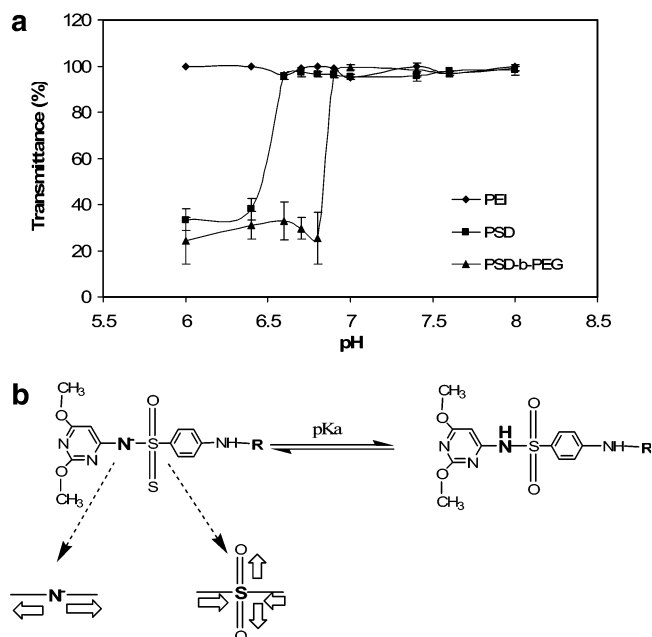 a
Transmittance (%)
120
100
80
60
40
20
0
5.5 6 6.5 7 7.5 8 8.5
pH
PEI
PSD
PSD-b-PEG
b
CH3
O
N
N
O
CH3
N-
O
S
S
NH
R
pKa
CH3
O
N
N
O
CH3
H
N
O
S
O
NH
R
N-
O
S
O